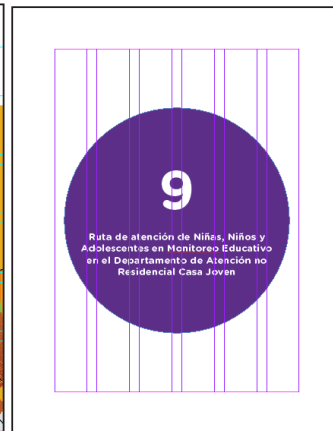 9
Ruta de atención de Niñas, Niños y
Adolescentes en Monitoreo Educativo
en el Departamento de Atención no
Residencial Casa Joven